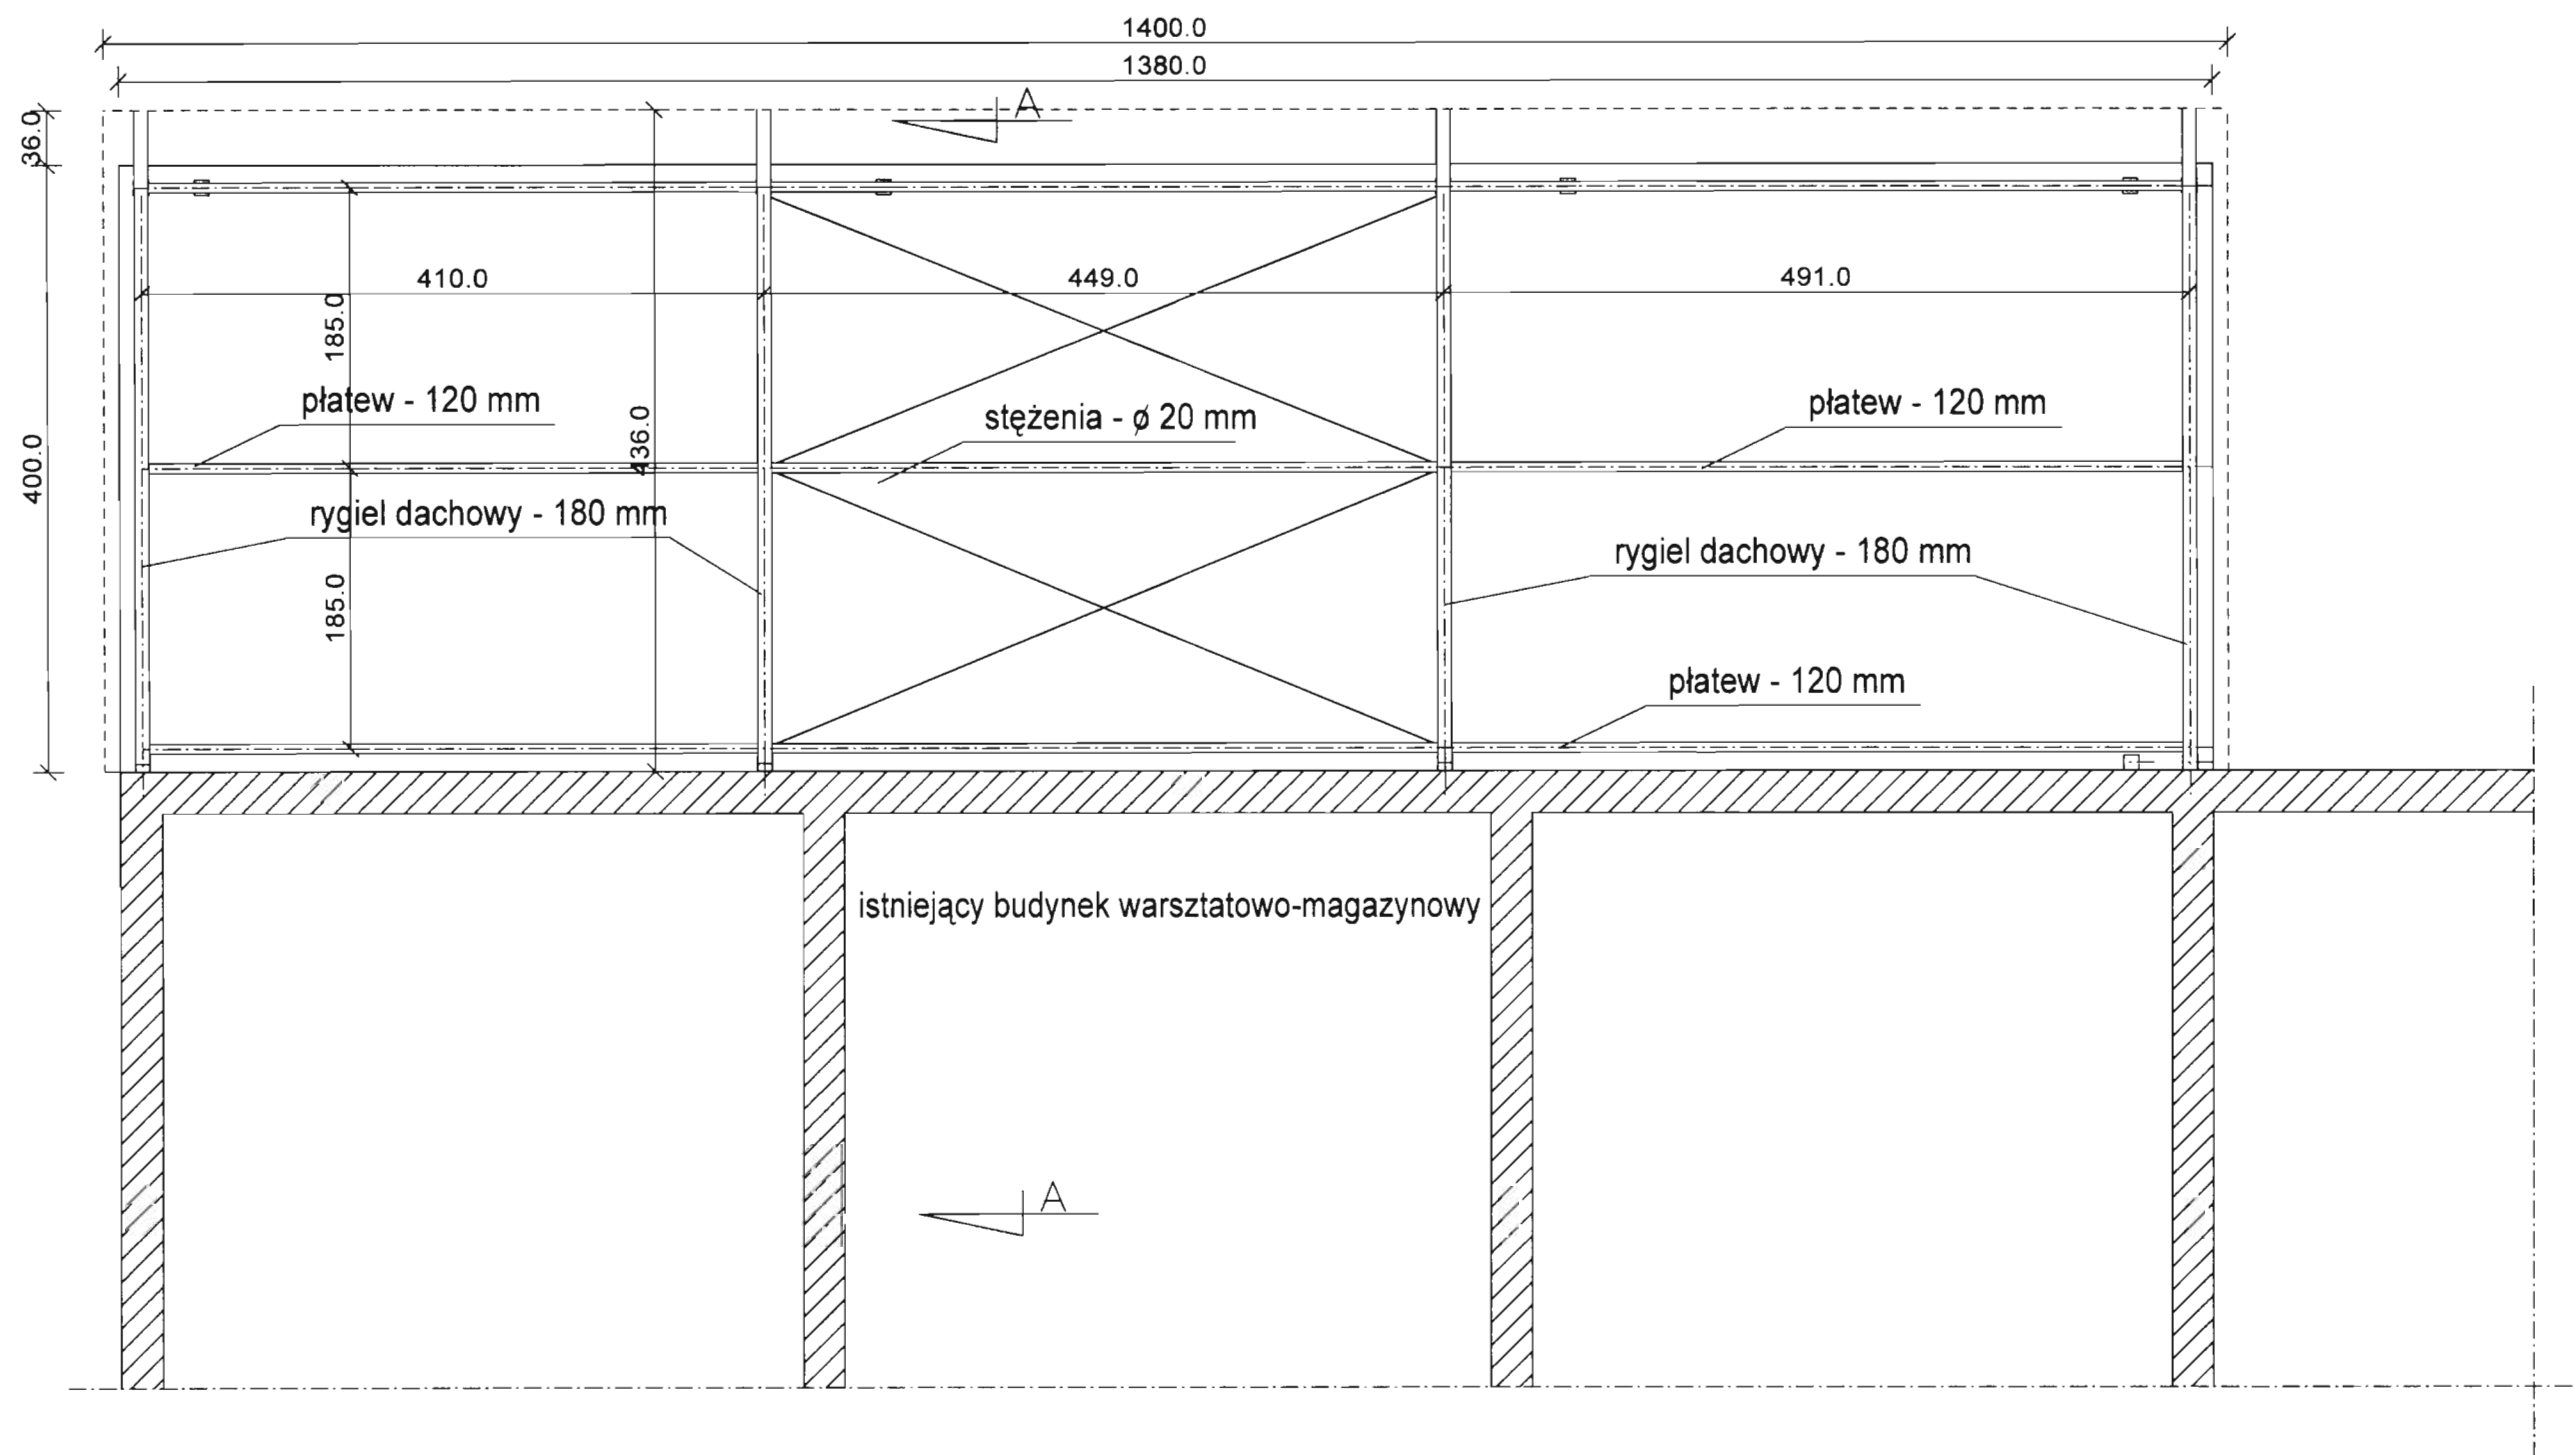 1400.0
1380.0
A
36.0
410.0
449.0
491.0
185.0
płatew - 120 mm
stężenia - ø 20 mm
płatew - 120 mm
436.0
400.0
rygiel dachowy - 180 mm
rygiel dachowy - 180 mm
185.0
płatew - 120 mm
istniejący budynek warsztatowo-magazynowy
A